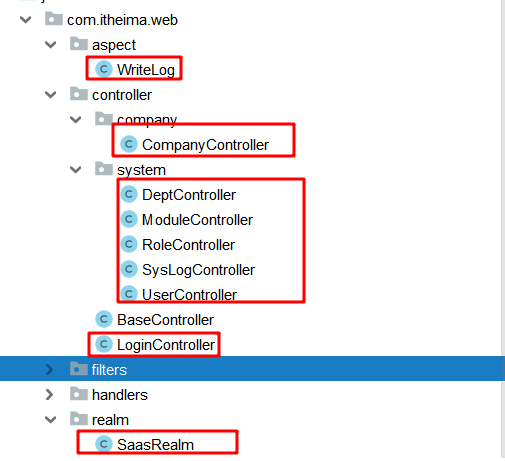 com.itheima.web
aspect
WriteLog
controller
company
CompanyController
system
DeptController
ModuleController
RoleController
SysLogController
UserController
BaseController
LoginController
filters
handlers
realm
SaasRealm